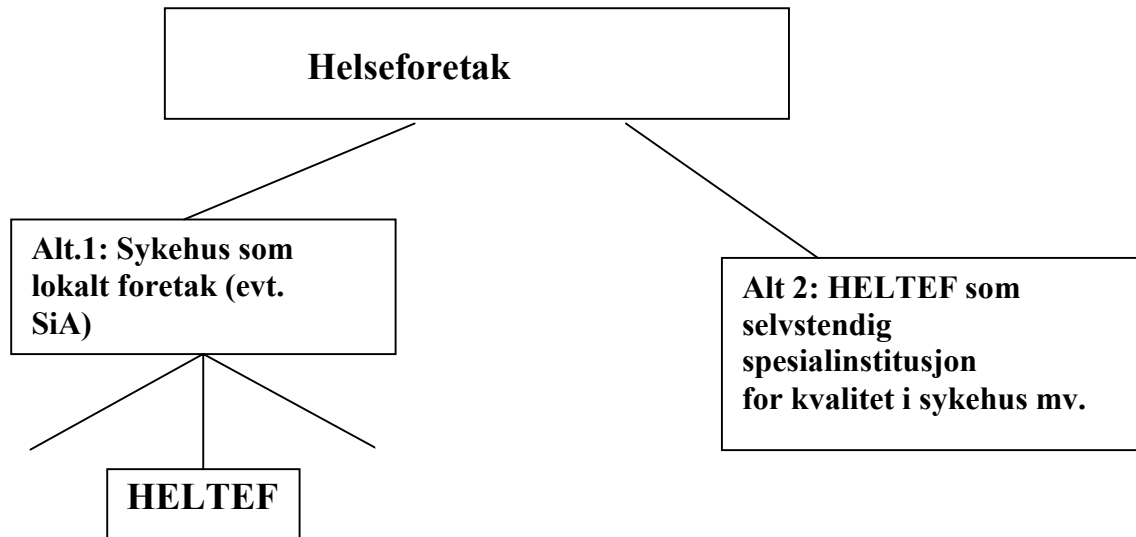 Helseforetak
Alt.1: Sykehus som
lokalt foretak (evt.
SiA)
Alt 2: HELTEF som
selvstendig
spesialinstitusjon
for kvalitet i sykehus mv.
HELTEF